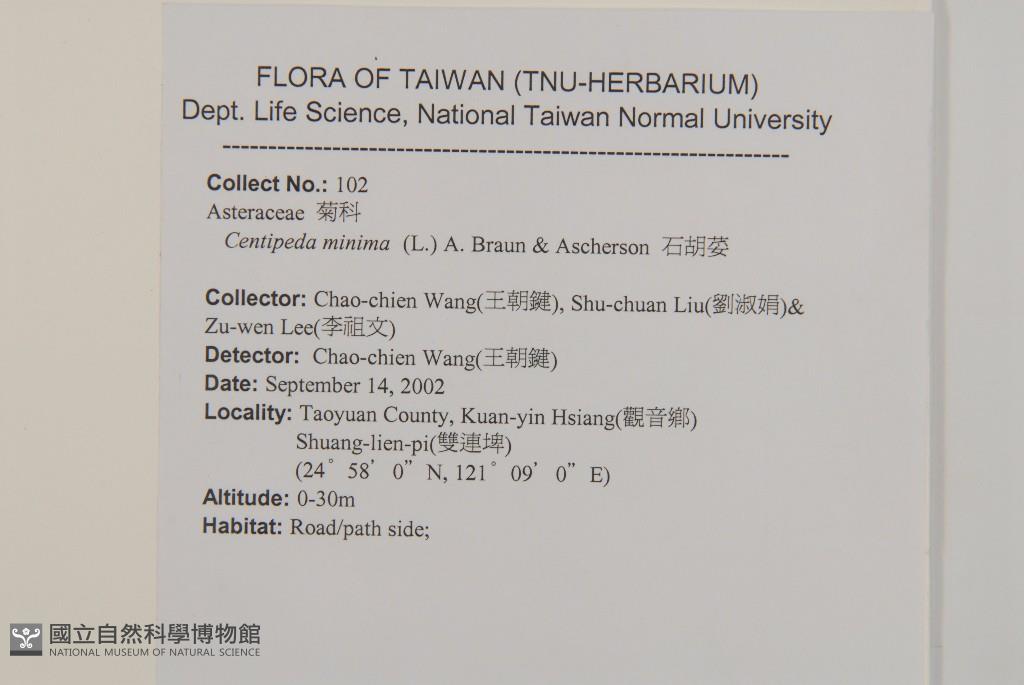 FLORA OF TAIWAN (TNU-HERBARIUM)
Dept. Life Science, National Taiwan Normal University
--------------------------------------------------------------
Collect No.: 102
Asteraceae 菊科
Centipeda minima (L.) A. Braun & Ascherson 石胡荽
Collector: Chao-chien Wang(王朝鍵), Shu-chuan Liu(劉淑娟)&
Zu-wen Lee(李祖文)
Detector: Chao-chien Wang(王朝鍵)
Date: September 14, 2002
Locality: Taoyuan County, Kuan-yin Hsiang(觀音鄉)
Shuang-lien-pi(雙連埤)
(24° 58’ 0” N, 121° 09’ 0” E)
Altitude: 0-30m
Habitat: Road/path side;
國立自然科學博物館
NATIONAL MUSEUM OF NATURAL SCIENCE